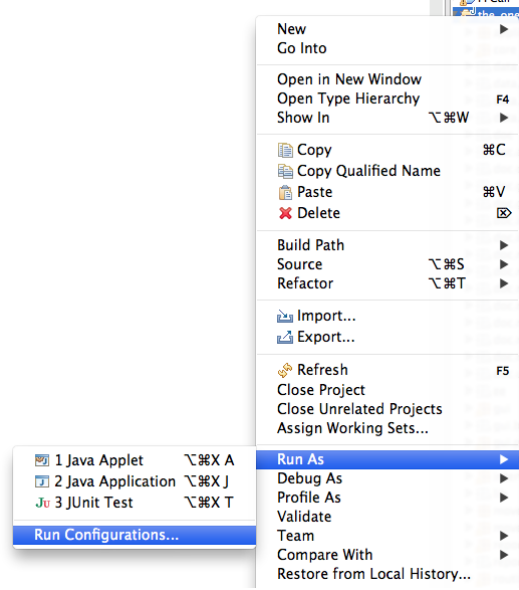 New
Go Into
Open in New Window
Open Type Hierarchy F4
Show In ⌥⌘W
Copy ⌘C
Copy Qualified Name
Paste ⌘V
Delete ⌦
Build Path
Source ⌥⌘S
Refactor ⌥⌘T
Import...
Export...
Refresh F5
Close Project
Close Unrelated Projects
Assign Working Sets...
Run As
Debug As
Profile As
Validate
Team
Compare With
Restore from Local History...
1 Java Applet ⌥⌘X A
2 Java Application ⌥⌘X J
Ju 3 JUnit Test ⌥⌘X T
Run Configurations...